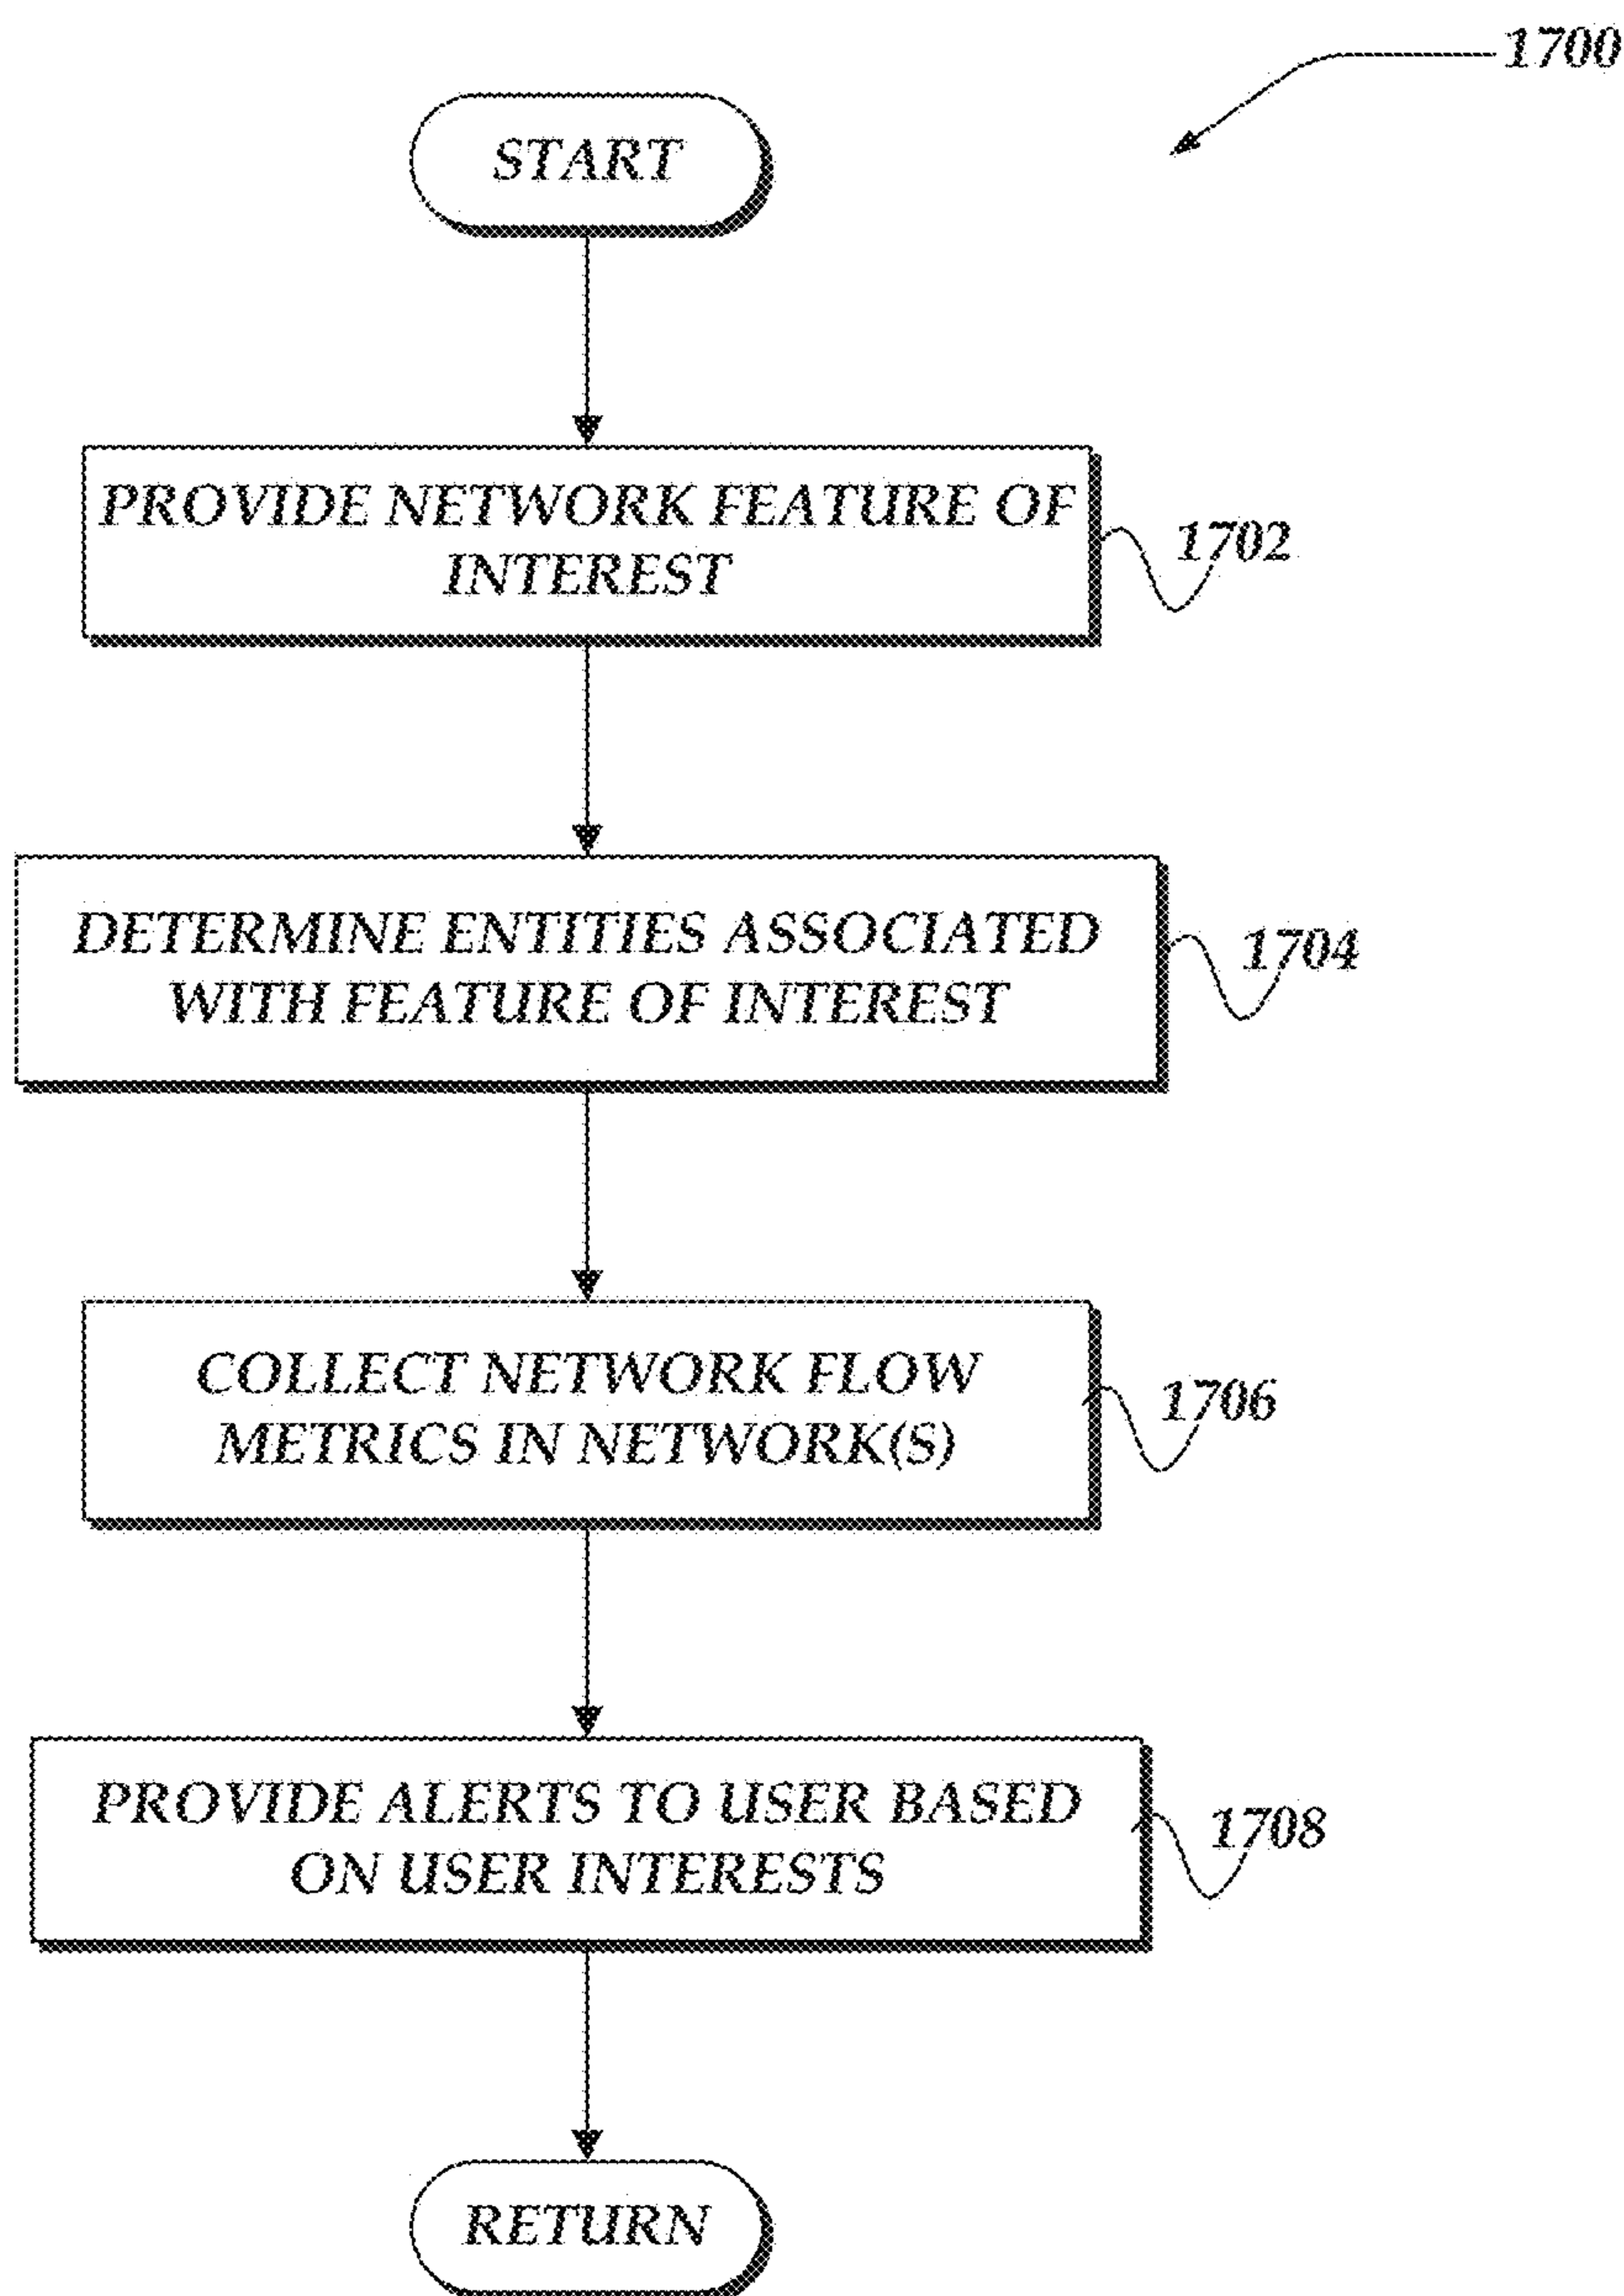 1700
START
PROVIDE NETWORK FEATURE OF
INTEREST
1702
DETERMINE ENTITIES ASSOCIATED
WITH FEATURE OF INTEREST
1704
COLLECT NETWORK FLOW
METRICS IN NETWORK(S)
1706
PROVIDE ALERTS TO USER BASED
ON USER INTERESTS
1708
RETURN